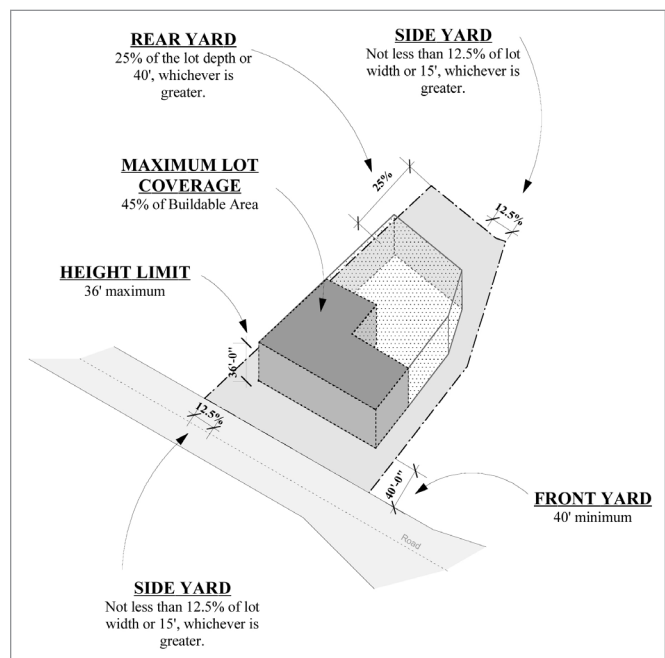 REAR YARD
25% of the lot depth or
40', whichever is
greater.
SIDE YARD
Not less than 12.5% of lot
width or 15', whichever is
greater.
MAXIMUM LOT
COVERAGE
45% of Buildable Area
25%
12.5%
HEIGHT LIMIT
36' maximum
36'-0"
12.5%
40'-0"
FRONT YARD
40' minimum
Road
SIDE YARD
Not less than 12.5% of lot
width or 15', whichever is
greater.